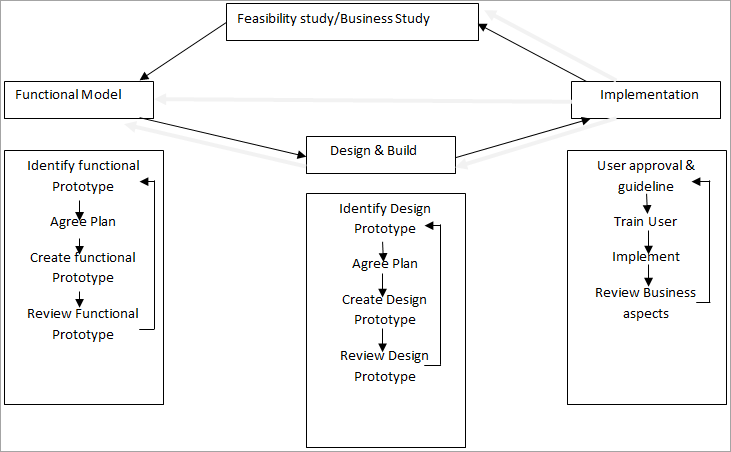 Feasibility study/Business Study
Functional Model
Implementation
Design & Build
Identify functional
Prototype
Agree Plan
Create functional
Prototype
Review Functional
Prototype
Identify Design
Prototype
Agree Plan
Create Design
Prototype
Review Design
Prototype
User approval &
guideline
Train User
Implement
Review Business
aspects